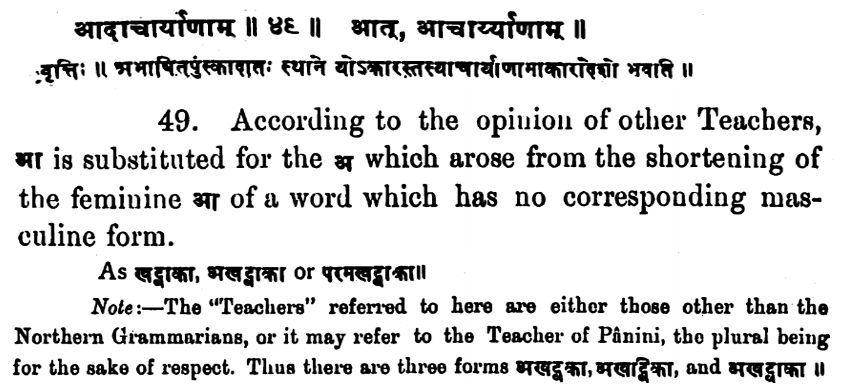 आदाचार्याणाम् ॥ ४९ ॥ आत्, आचार्य्याणाम् ॥
वृत्तिः ॥ अभाषितपुंस्कादातः स्थाने योऽकारस्तस्याचार्याणामाकारादेशो भवति ॥
49. According to the opinion of other Teachers,
आ is substituted for the अ which arose from the shortening of
the feminine आ of a word which has no corresponding mas-
culine form.
As खट्वाका, अखट्वाका or परमखट्वाका॥
Note:—The "Teachers" referred to here are either those other than the
Northern Grammarians, or it may refer to the Teacher of Pânini, the plural being
for the sake of respect. Thus there are three forms अखट्वका, अखट्विका, and अखट्वाका ॥